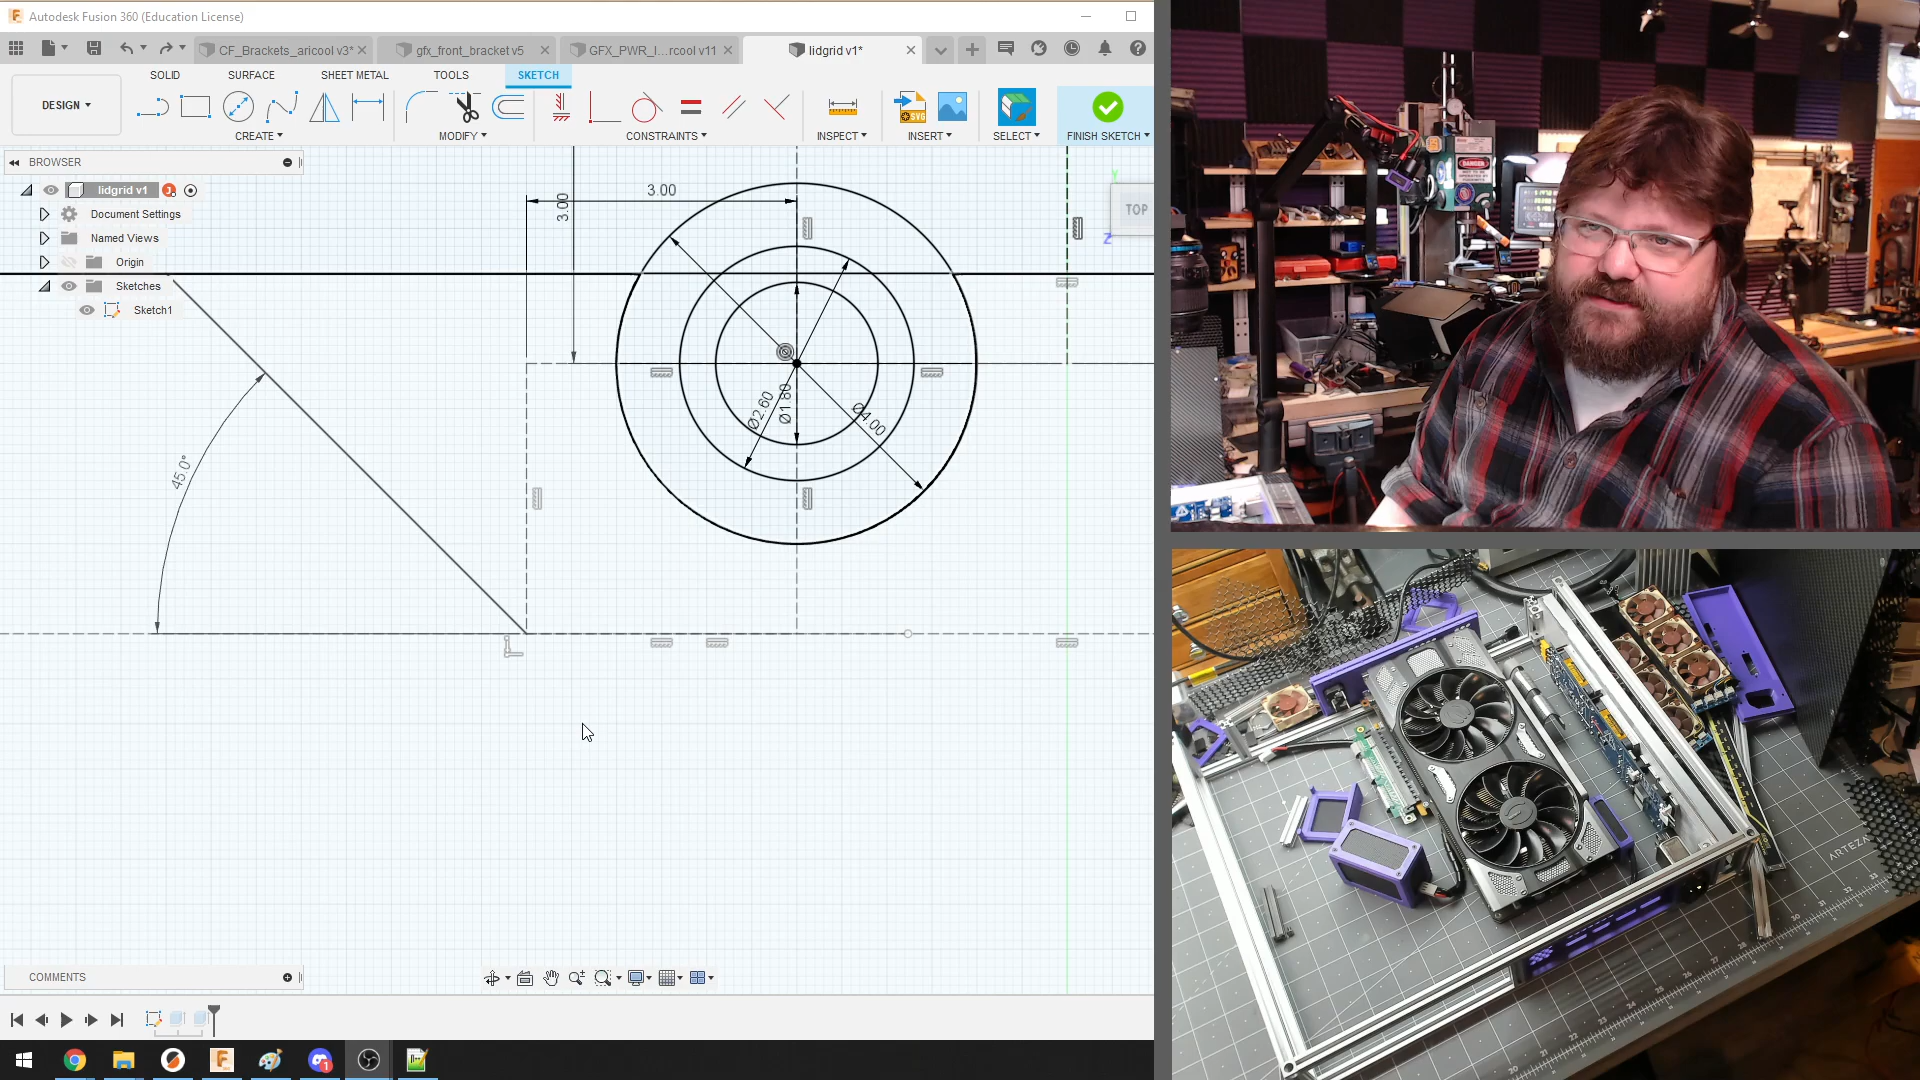 Autodesk Fusion 360 (Education License)
CF_Brackets_aricool v3*
gfx_front_bracket v5
GFX_PWR_I...rcool v11
lidgrid v1*
SOLID
SURFACE
SHEET METAL
TOOLS
SKETCH
DESIGN
CREATE
MODIFY
CONSTRAINTS
INSPECT
INSERT
SELECT
FINISH SKETCH
BROWSER
lidgrid v1
Document Settings
Named Views
Origin
Sketches
Sketch1
3.00
3.00
45.0°
Ø2.60
Ø1.80
Ø4.00
Y
Z
TOP
COMMENTS
DANGER
ARTEZA